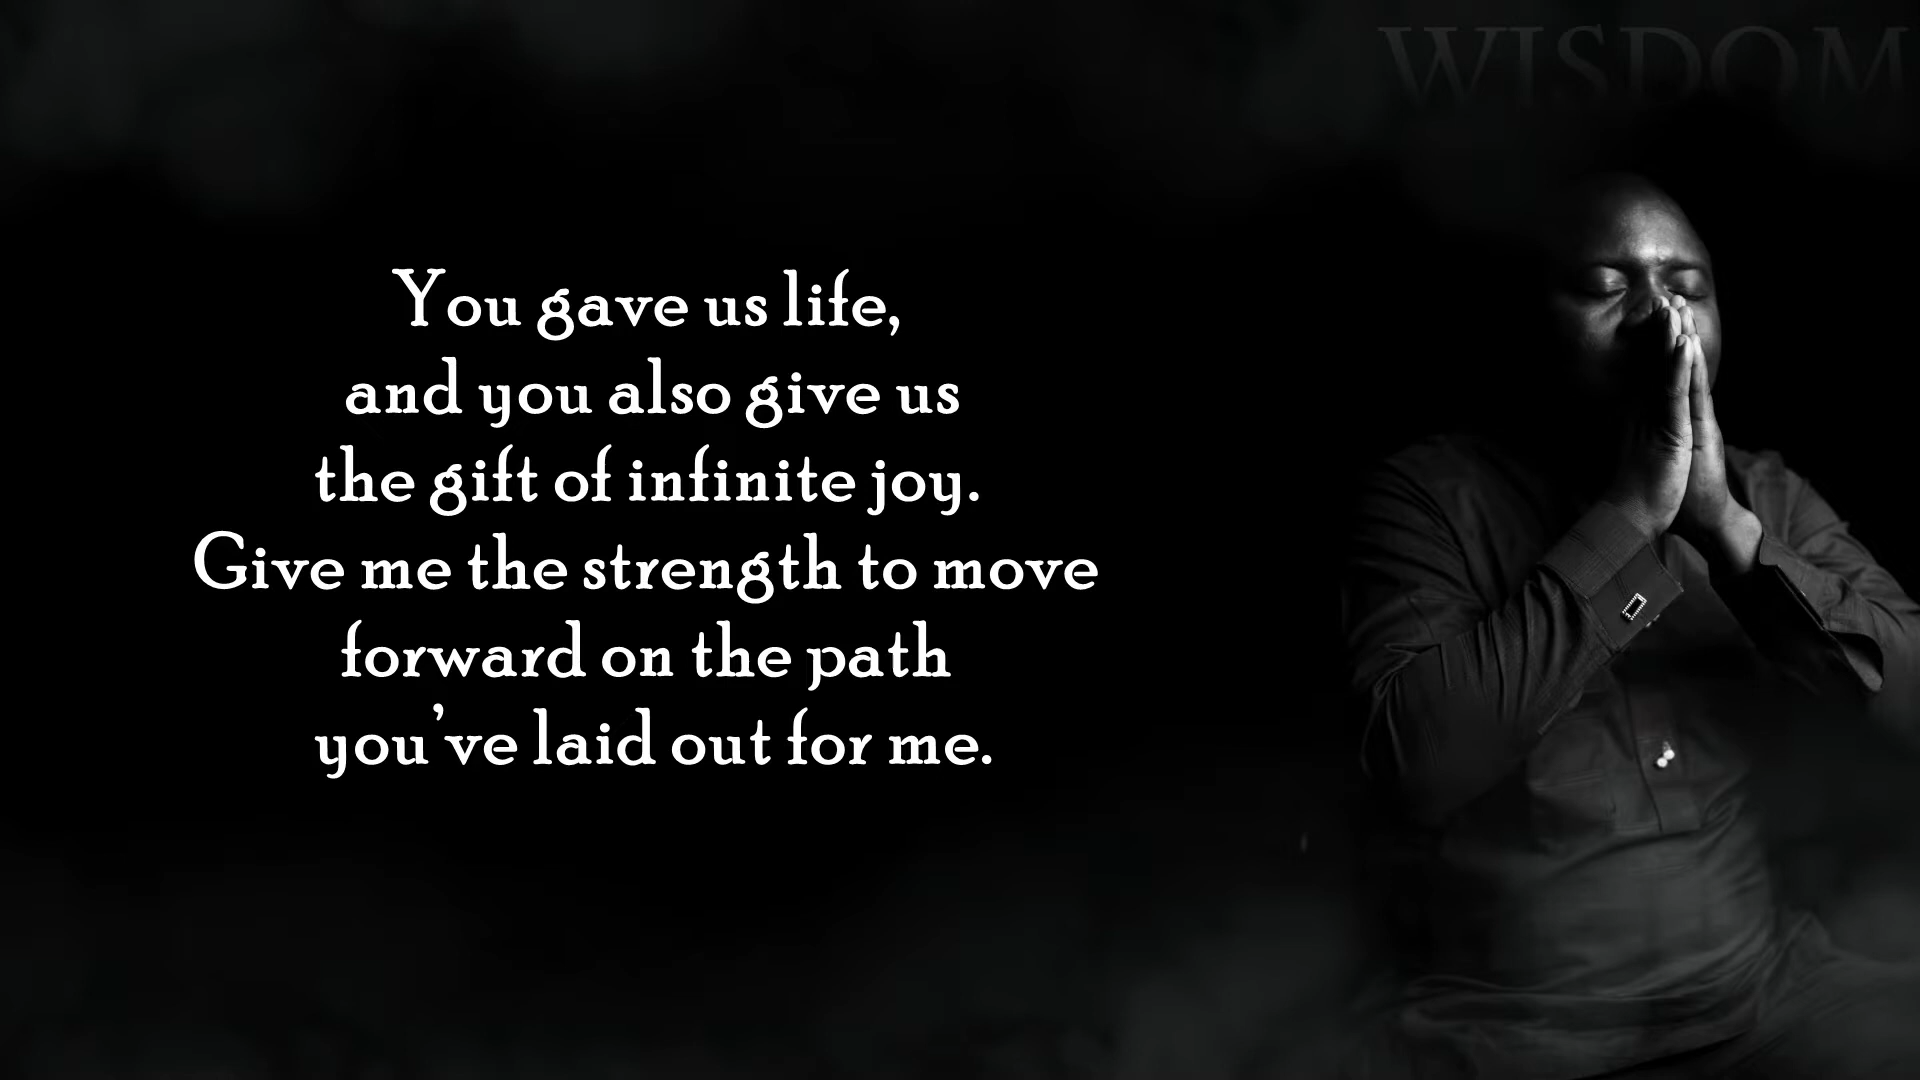 WISDOM
You gave us life,
and you also give us
the gift of infinite joy.
Give me the strength to move
forward on the path
you've laid out for me.